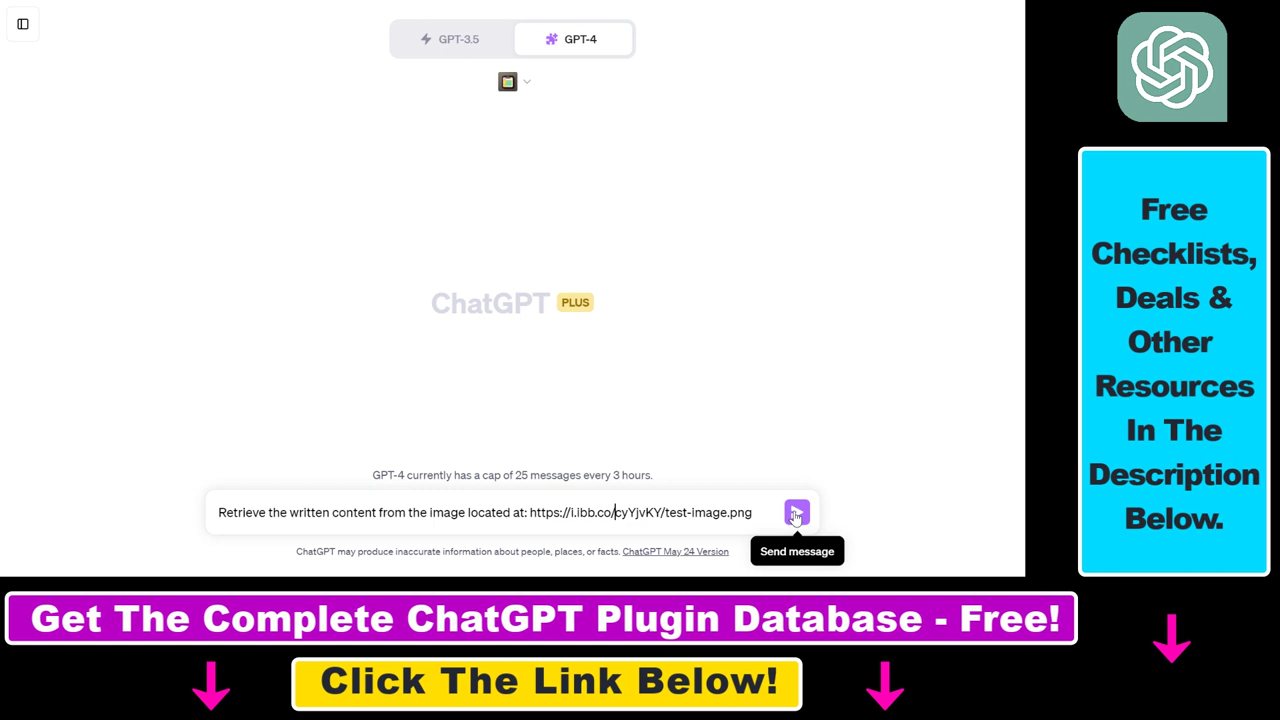 GPT-3.5
GPT-4
ChatGPT PLUS
GPT-4 currently has a cap of 25 messages every 3 hours.
Retrieve the written content from the image located at: https://i.ibb.co/cyYjvKY/test-image.png
Send message
ChatGPT may produce inaccurate information about people, places, or facts. ChatGPT May 24 Version
Free
Checklists,
Deals &
Other
Resources
In The
Description
Below.
Get The Complete ChatGPT Plugin Database - Free!
Click The Link Below!